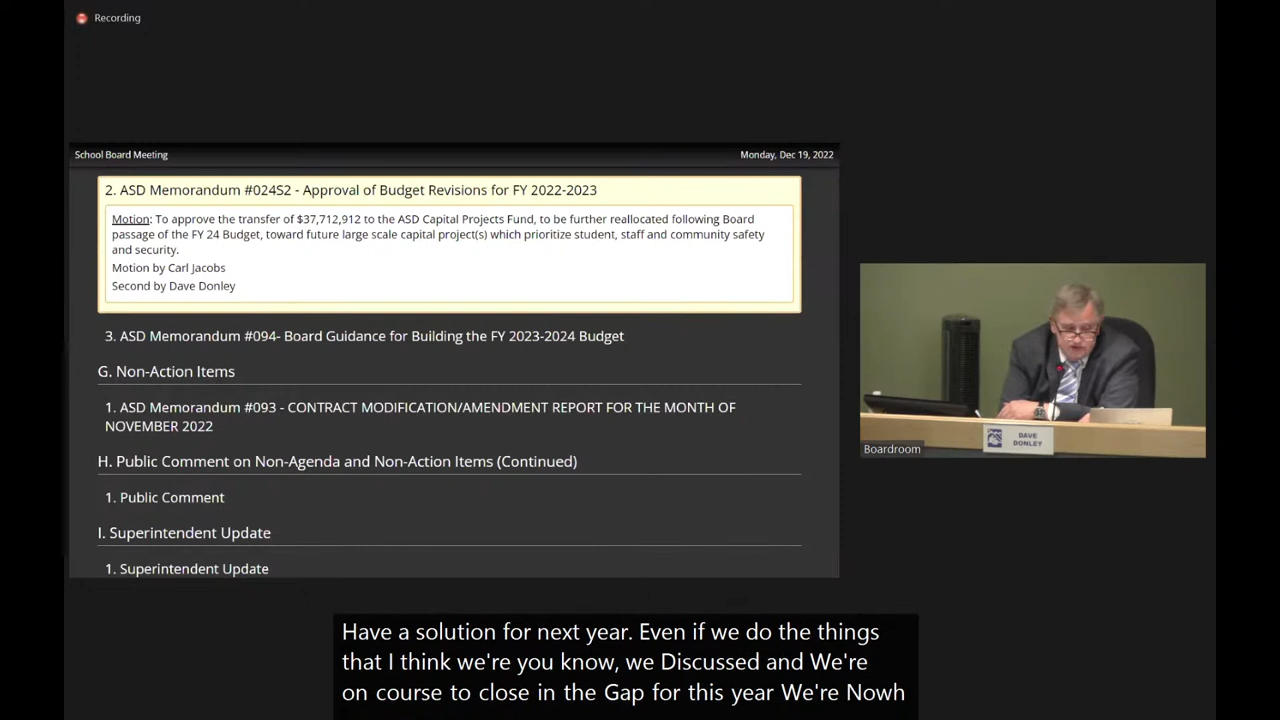 Recording
School Board Meeting
Monday, Dec 19, 2022
2. ASD Memorandum #024S2 - Approval of Budget Revisions for FY 2022-2023
Motion: To approve the transfer of $37,712,912 to the ASD Capital Projects Fund, to be further reallocated following Board
passage of the FY 24 Budget, toward future large scale capital project(s) which prioritize student, staff and community safety
and security.
Motion by Carl Jacobs
Second by Dave Donley
3. ASD Memorandum #094- Board Guidance for Building the FY 2023-2024 Budget
G. Non-Action Items
1. ASD Memorandum #093 - CONTRACT MODIFICATION/AMENDMENT REPORT FOR THE MONTH OF
NOVEMBER 2022
H. Public Comment on Non-Agenda and Non-Action Items (Continued)
1. Public Comment
I. Superintendent Update
1. Superintendent Update
DAVE
DONLEY
Boardroom
Have a solution for next year. Even if we do the things
that I think we're you know, we Discussed and We're
on course to close in the Gap for this year We're Nowh